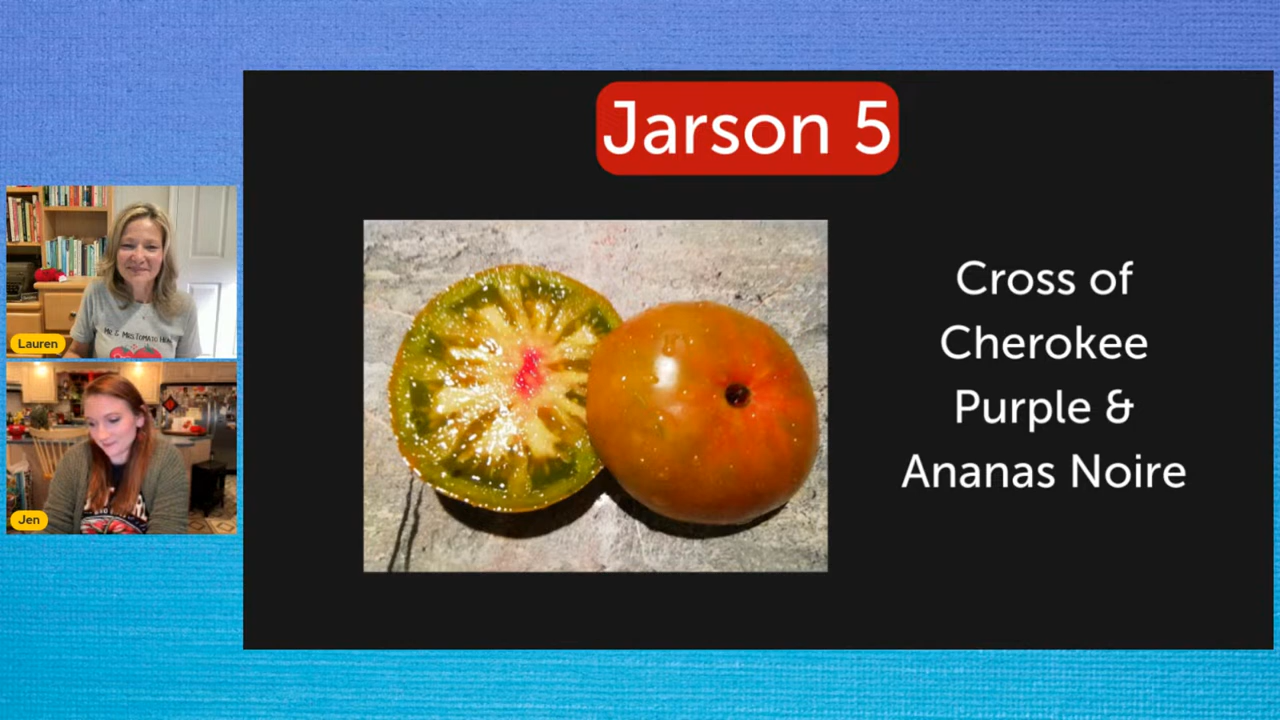 Jarson 5
Cross of
Cherokee
Purple &
Ananas Noire
Lauren
Jen